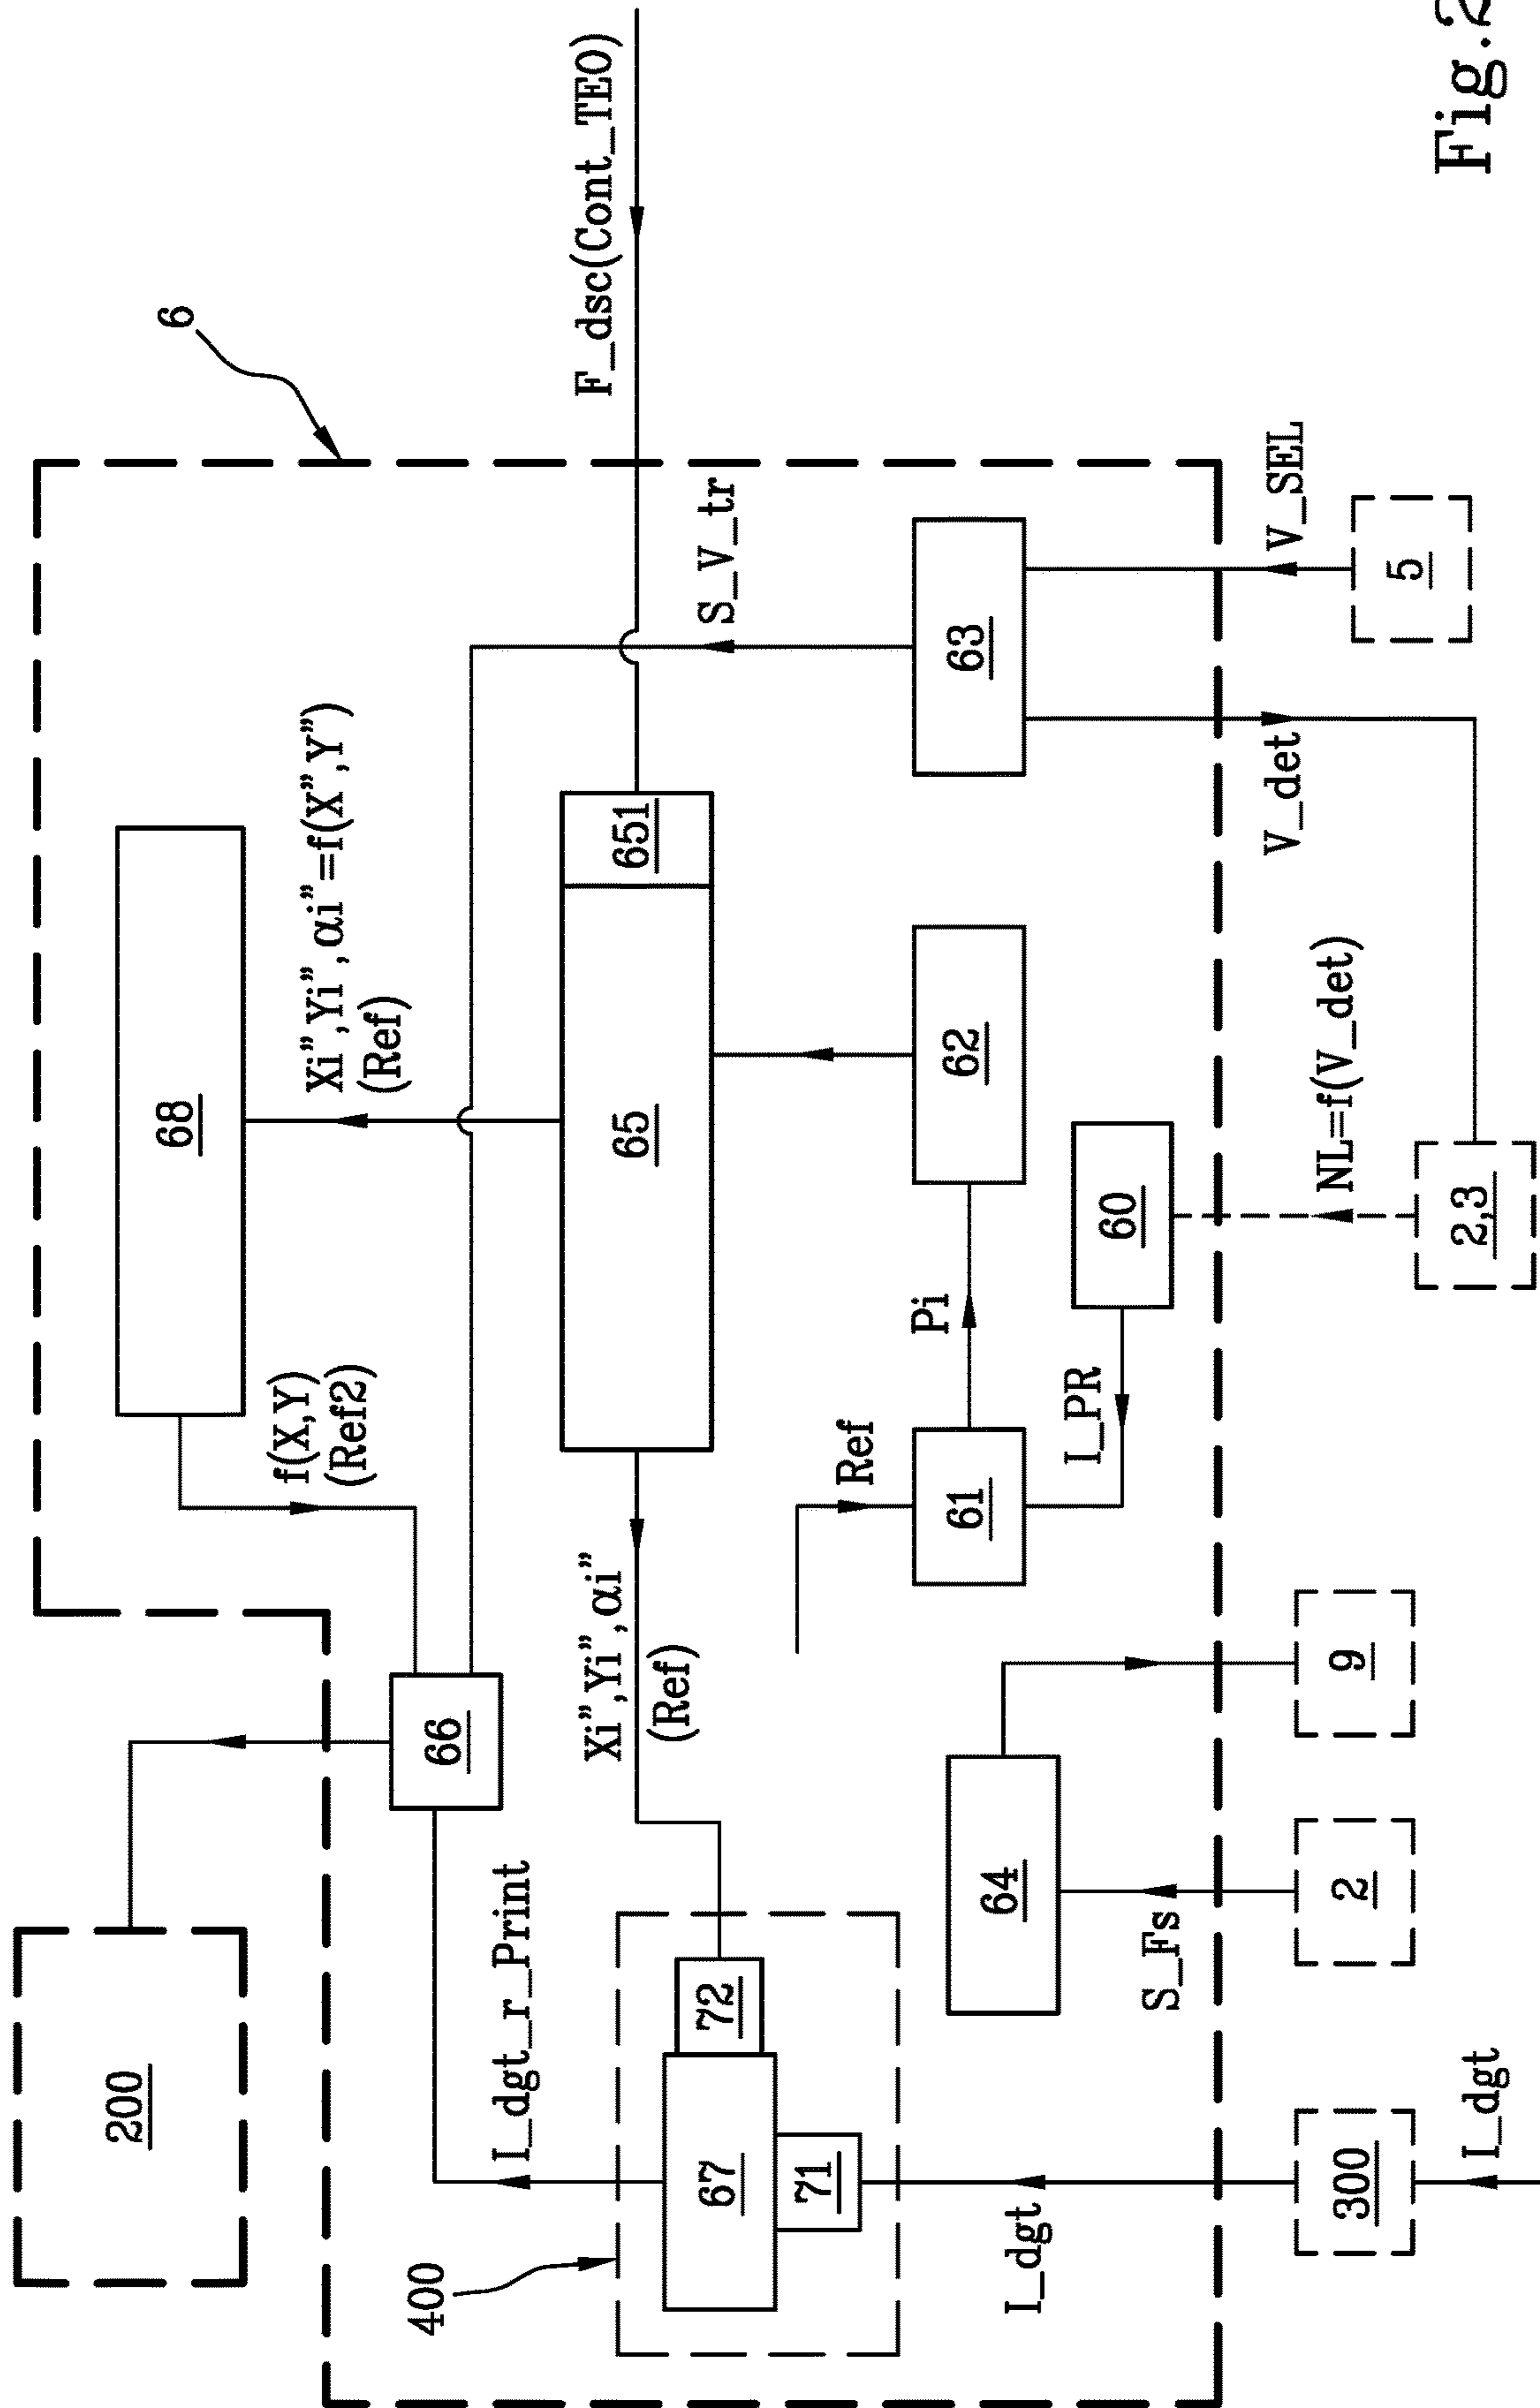 200
400
67
72
71
I_dgt_r_Print
66
f(X,Y)
(Ref2)
68
6
Xi”,Yi”,αi”=f(X”,Y”)
(Ref)
Xi”,Yi”,αi”
(Ref)
65
651
F_dsc(Cont_TEO)
S_V_tr
Ref
61
Pi
62
63
I_PR
60
64
S_Fs
I_dgt
300
I_dgt
2
9
NL=f(V_det)
2,3
V_det
V_SEL
5
Fig.2